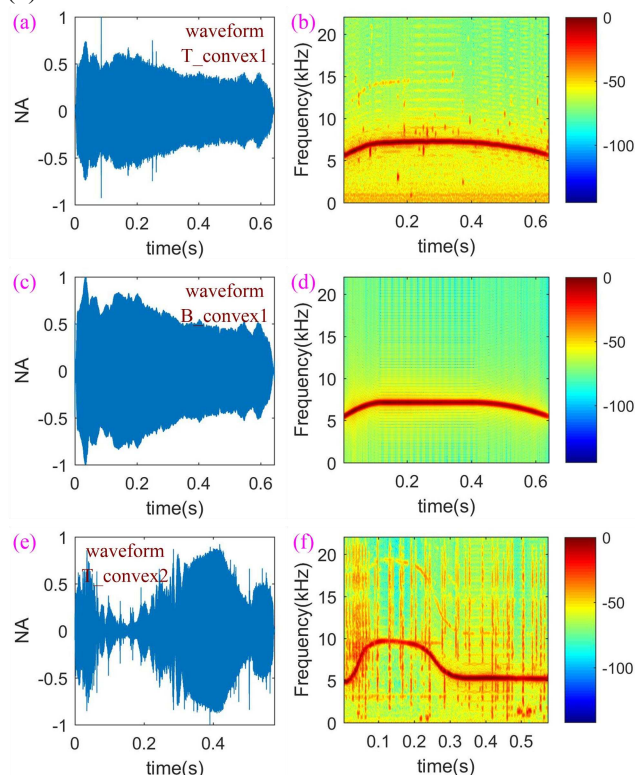 (a)
waveform
T_convex1
NA
1
0.5
0
-0.5
-1
0
0.2
0.4
0.6
time(s)
(b)
Frequency(kHz)
20
15
10
5
0
0.2
0.4
0.6
time(s)
0
-50
-100
(c)
waveform
B_convex1
NA
1
0.5
0
-0.5
-1
0
0.2
0.4
0.6
time(s)
(d)
Frequency(kHz)
20
15
10
5
0
0.2
0.4
0.6
time(s)
0
-50
-100
(e)
waveform
T_convex2
NA
1
0.5
0
-0.5
-1
0
0.2
0.4
time(s)
(f)
Frequency(kHz)
20
15
10
5
0
0.1
0.2
0.3
0.4
0.5
time(s)
0
-50
-100